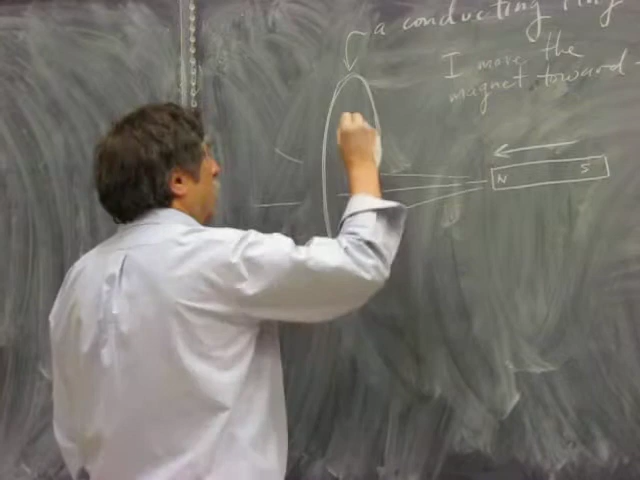 a conducting ring
I move the
magnet toward
N S